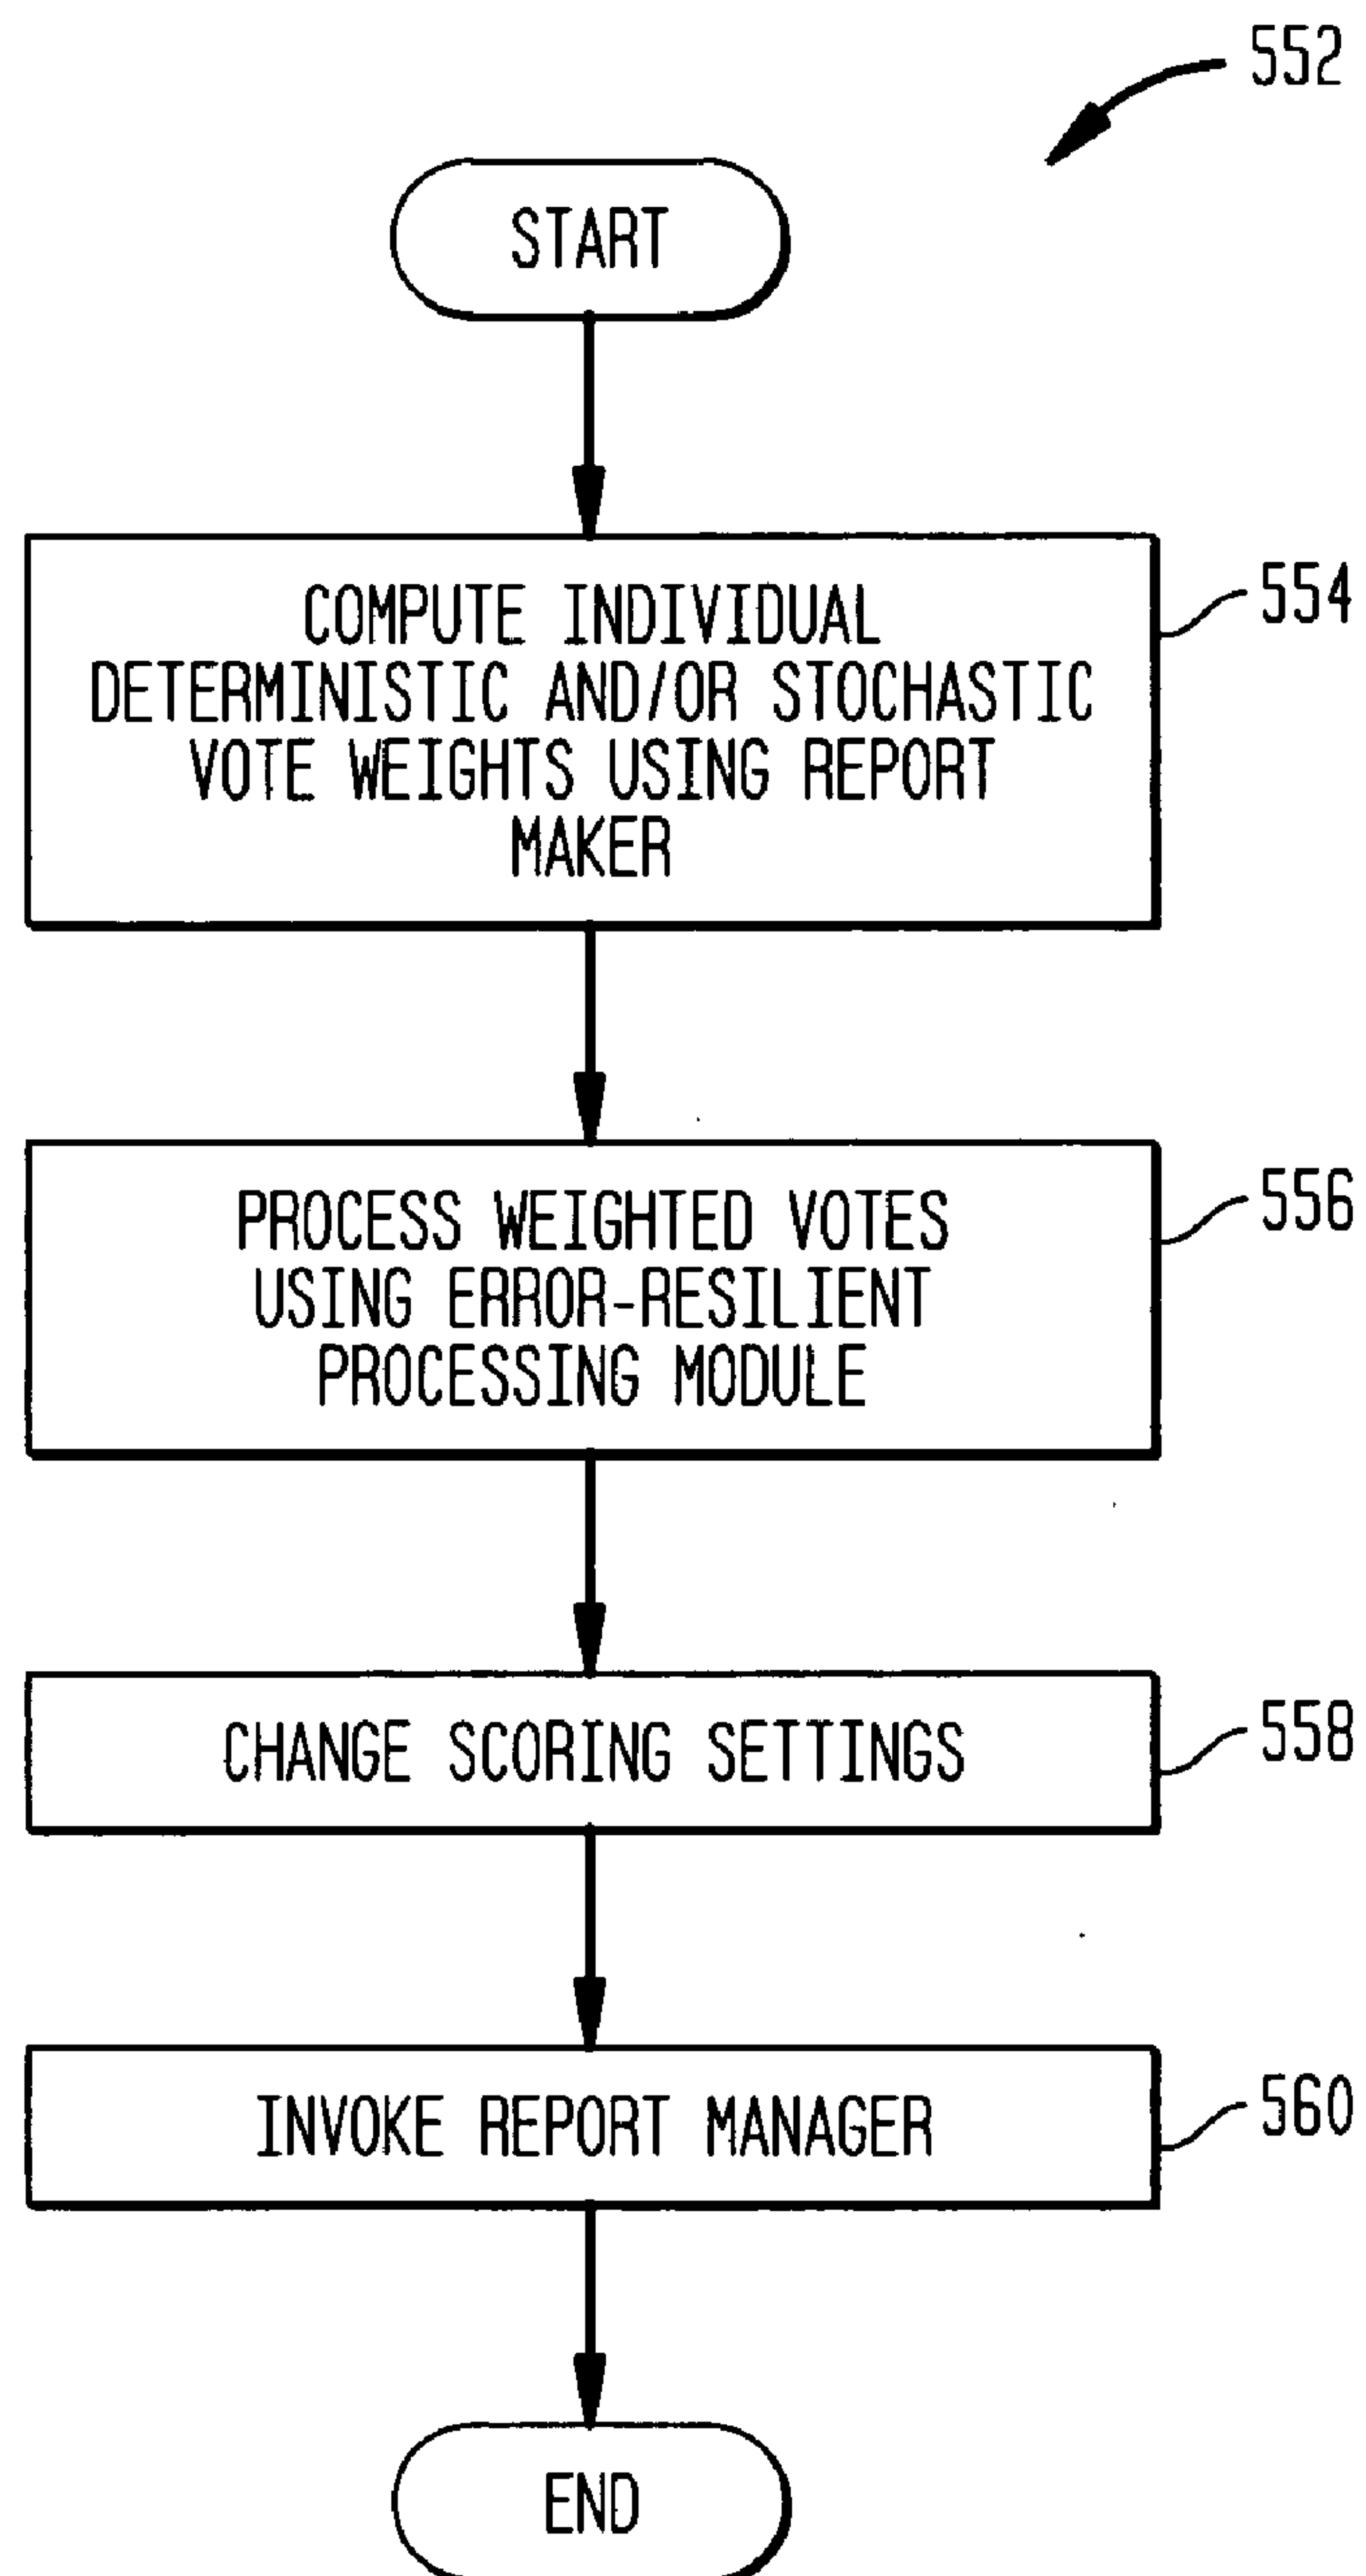 552
START
COMPUTE INDIVIDUAL
DETERMINISTIC AND/OR STOCHASTIC
VOTE WEIGHTS USING REPORT
MAKER
554
PROCESS WEIGHTED VOTES
USING ERROR-RESILIENT
PROCESSING MODULE
556
CHANGE SCORING SETTINGS
558
INVOKE REPORT MANAGER
560
END